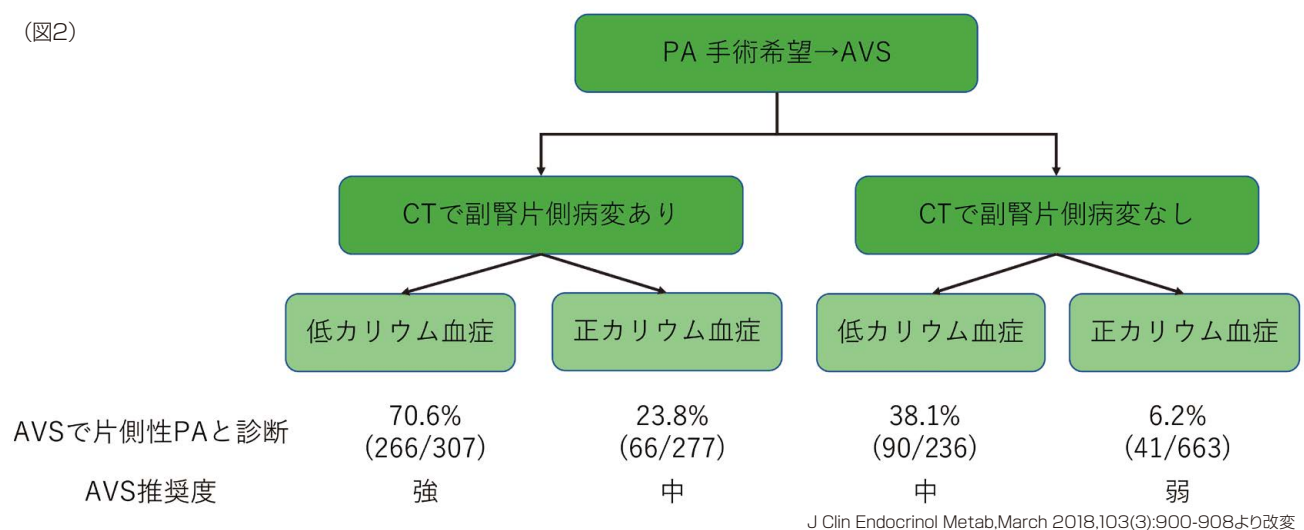 (図2)
PA 手術希望→AVS
CTで副腎片側病変あり
CTで副腎片側病変なし
低カリウム血症
正カリウム血症
低カリウム血症
正カリウム血症
AVSで片側性PAと診断
70.6%
(266/307)
23.8%
(66/277)
38.1%
(90/236)
6.2%
(41/663)
AVS推奨度
強
中
中
弱
J Clin Endocrinol Metab,March 2018,103(3):900-908より改変